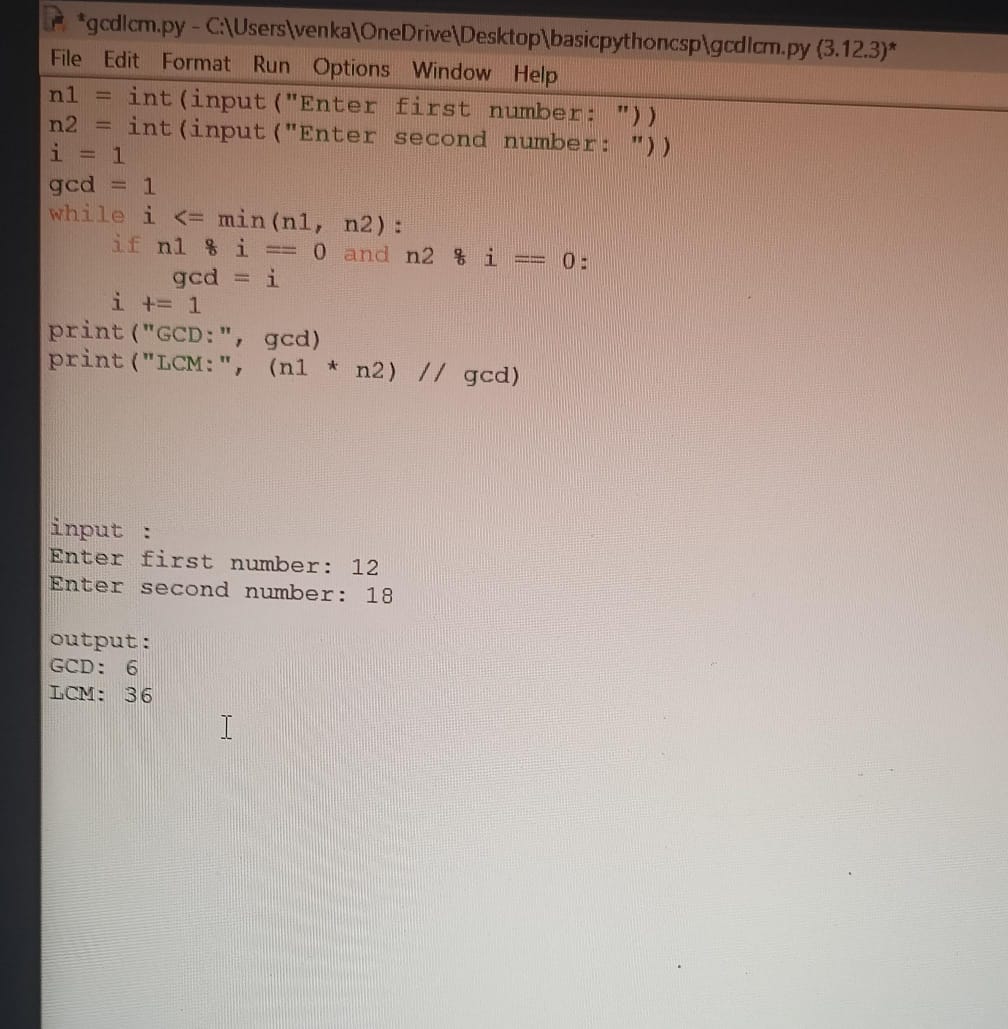 *gcdlcm.py - C:\Users\venka\OneDrive\Desktop\basicpythoncsp\gcdlcm.py (3.12.3)*
File Edit Format Run Options Window Help
n1 = int(input("Enter first number: "))
n2 = int(input("Enter second number: "))
i = 1
gcd = 1
while i <= min(n1, n2):
    if n1 % i == 0 and n2 % i == 0:
        gcd = i
    i += 1
print("GCD:", gcd)
print("LCM:", (n1 * n2) // gcd)
input :
Enter first number: 12
Enter second number: 18
output:
GCD: 6
LCM: 36